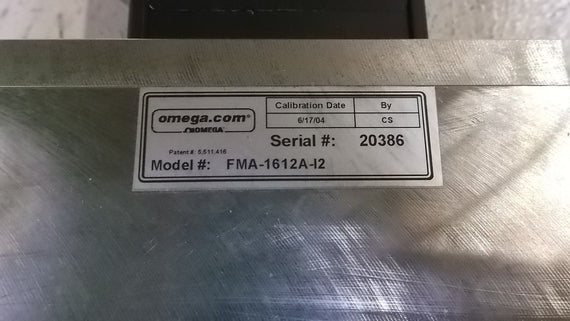 omega.com®
OMEGA
Calibration Date By
6/17/04 CS
Serial #: 20386
Patent #: 5,511,416
Model #: FMA-1612A-I2